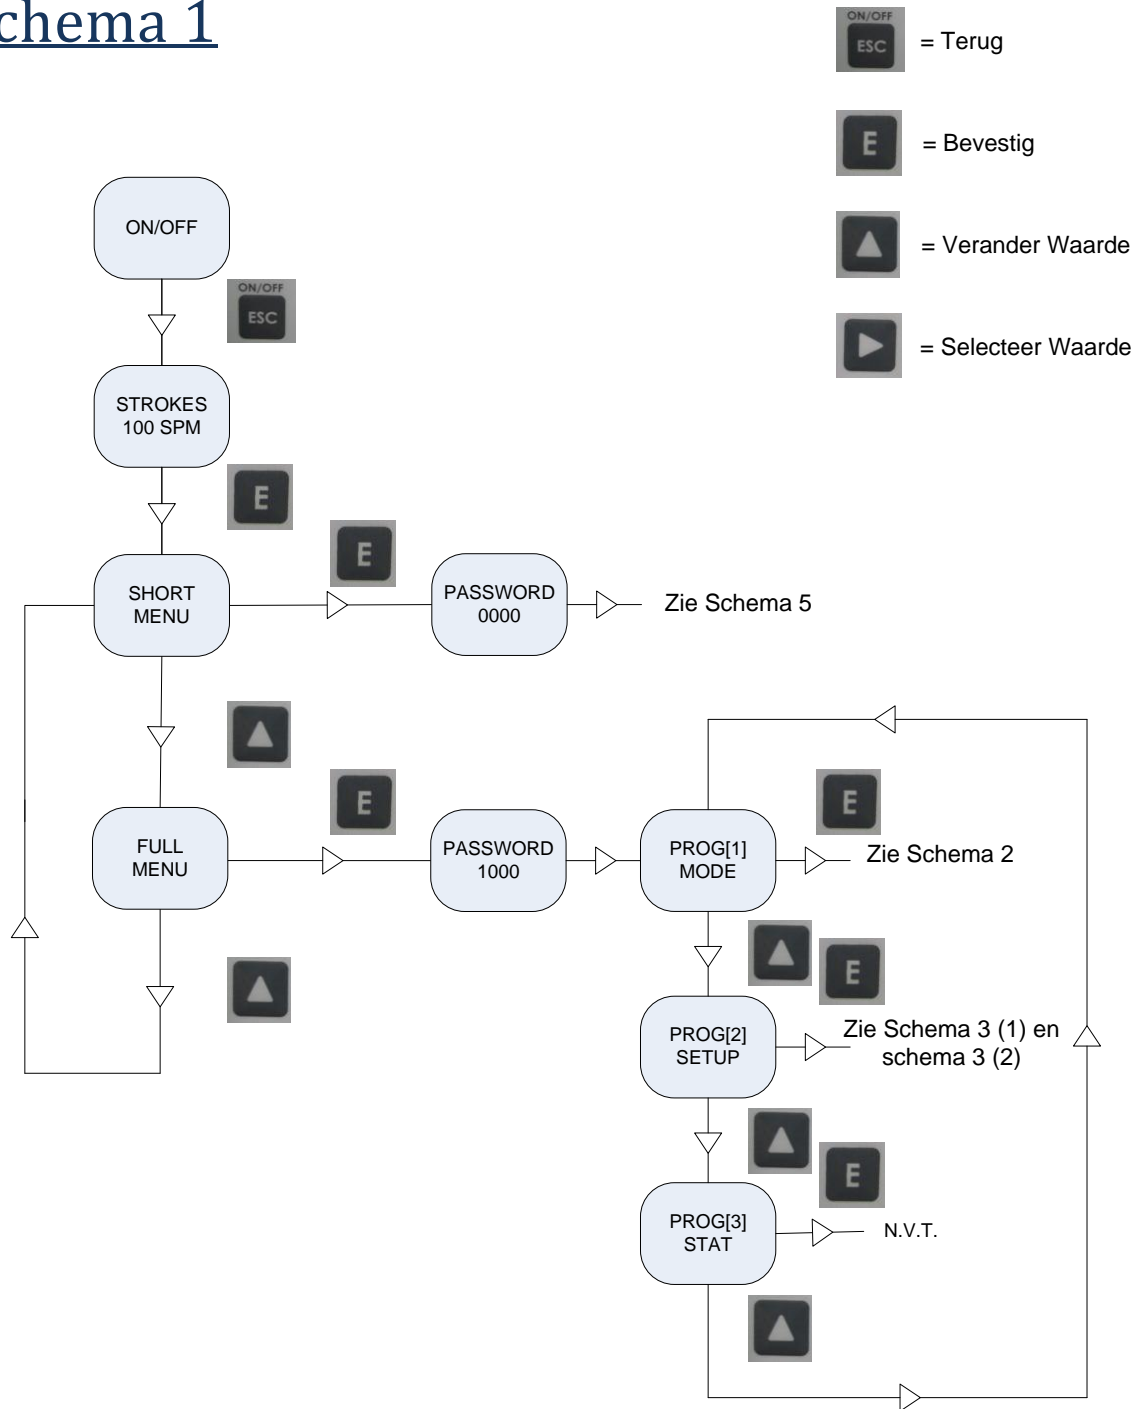 chema 1
ON/OFF
ESC
= Terug
E
= Bevestig
= Verander Waarde
= Selecteer Waarde
ON/OFF
ON/OFF
ESC
STROKES
100 SPM
E
SHORT
MENU
E
PASSWORD
0000
Zie Schema 5
FULL
MENU
E
PASSWORD
1000
PROG[1]
MODE
E
Zie Schema 2
E
PROG[2]
SETUP
Zie Schema 3 (1) en
schema 3 (2)
E
PROG[3]
STAT
N.V.T.